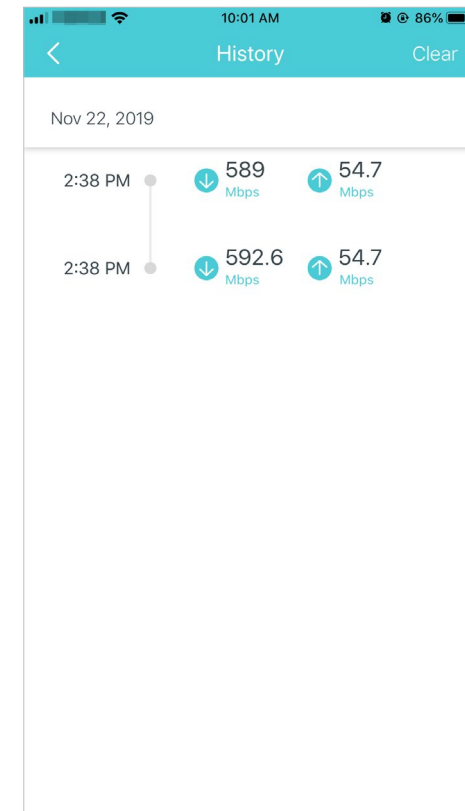 10:01 AM 86%
History Clear
Nov 22, 2019
2:38 PM 589 Mbps 54.7 Mbps
2:38 PM 592.6 Mbps 54.7 Mbps